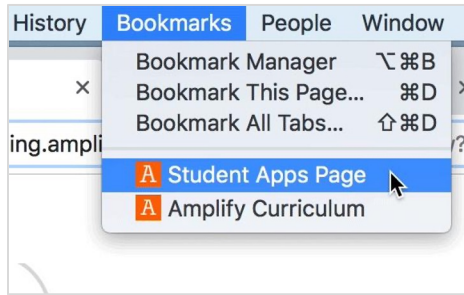 History Bookmarks People Window
Bookmark Manager ⌥⌘B
Bookmark This Page... ⌘D
Bookmark All Tabs... ⇧⌘D
ing.ampli y?
A Student Apps Page
A Amplify Curriculum